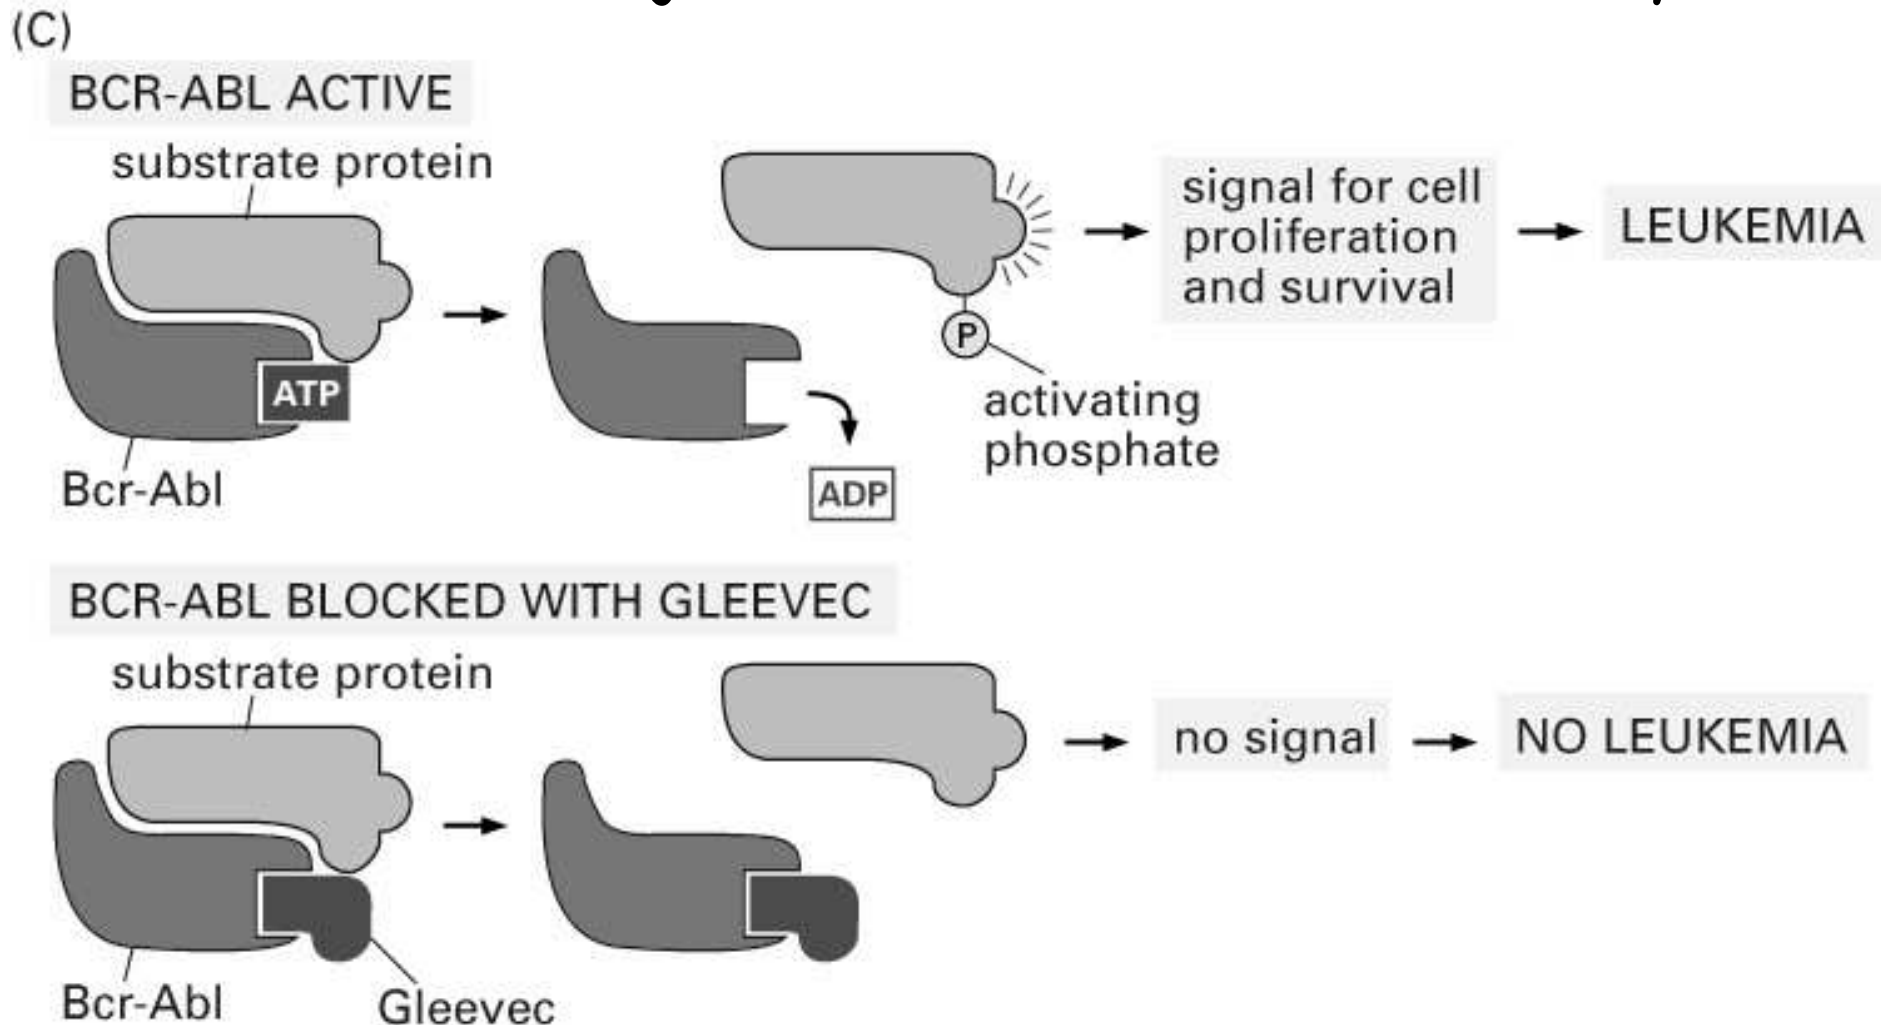 (C)
BCR-ABL ACTIVE
substrate protein
ATP
Bcr-Abl
ADP
P
activating
phosphate
signal for cell
proliferation
and survival
LEUKEMIA
BCR-ABL BLOCKED WITH GLEEVEC
substrate protein
Bcr-Abl
Gleevec
no signal
NO LEUKEMIA